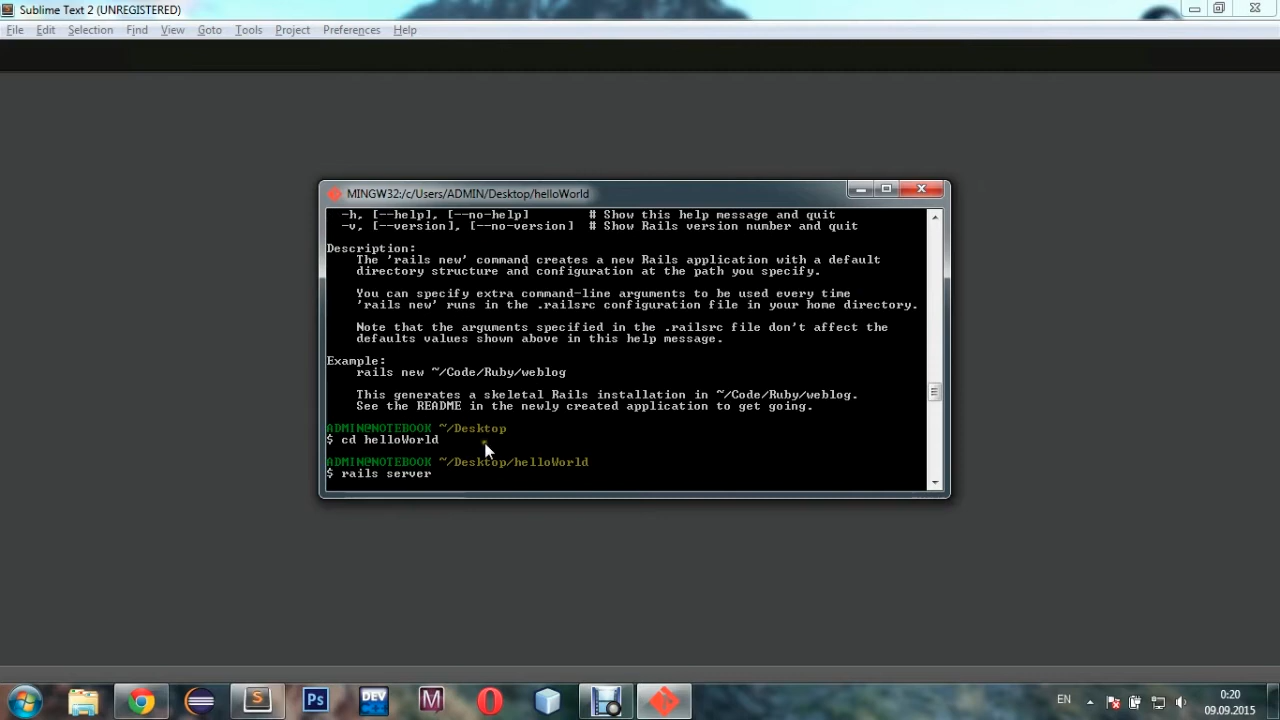 Sublime Text 2 (UNREGISTERED)
File Edit Selection Find View Goto Tools Project Preferences Help
MINGW32:/c/Users/ADMIN/Desktop/helloWorld
-h, [--help], [--no-help]        # Show this help message and quit
-v, [--version], [--no-version]  # Show Rails version number and quit
Description:
The 'rails new' command creates a new Rails application with a default
directory structure and configuration at the path you specify.
You can specify extra command-line arguments to be used every time
'rails new' runs in the .railsrc configuration file in your home directory.
Note that the arguments specified in the .railsrc file don't affect the
defaults values shown above in this help message.
Example:
rails new ~/Code/Ruby/weblog
This generates a skeletal Rails installation in ~/Code/Ruby/weblog.
See the README in the newly created application to get going.
ADMIN@NOTEBOOK ~/Desktop
$ cd helloWorld
ADMIN@NOTEBOOK ~/Desktop/helloWorld
$ rails server
Ps
DEV
M
EN
0:20
09.09.2015